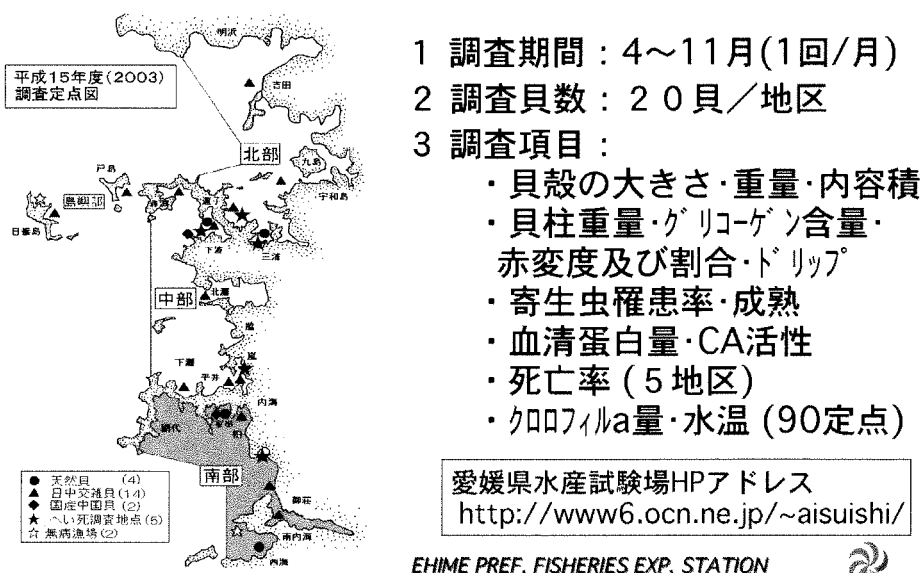 明浜
平成15年度(2003)
調査定点図
吉田
北部
九島
戸島
島嶼部
宇和島
日振島
下波
三浦
北灘
中部
脇
嵐
下灘
平井
内海
網代
柏
南部
御荘
南内海
西海
● 天然貝 (4)
▲ 日中交雑貝(14)
◆ 国産中国貝(2)
★ へい死調査地点(5)
☆ 無病漁場(2)
1 調査期間：4～11月(1回/月)
2 調査貝数：２０貝／地区
3 調査項目：
・貝殻の大きさ･重量･内容積
・貝柱重量･ｸﾞﾘｺｰｹﾞﾝ含量･
赤変度及び割合･ﾄﾞﾘｯﾌﾟ
・寄生虫罹患率･成熟
・血清蛋白量･CA活性
・死亡率 (５地区)
・ｸﾛﾛﾌｨﾙa量･水温 (90定点)
愛媛県水産試験場HPアドレス
http://www6.ocn.ne.jp/~aisuishi/
EHIME PREF. FISHERIES EXP. STATION